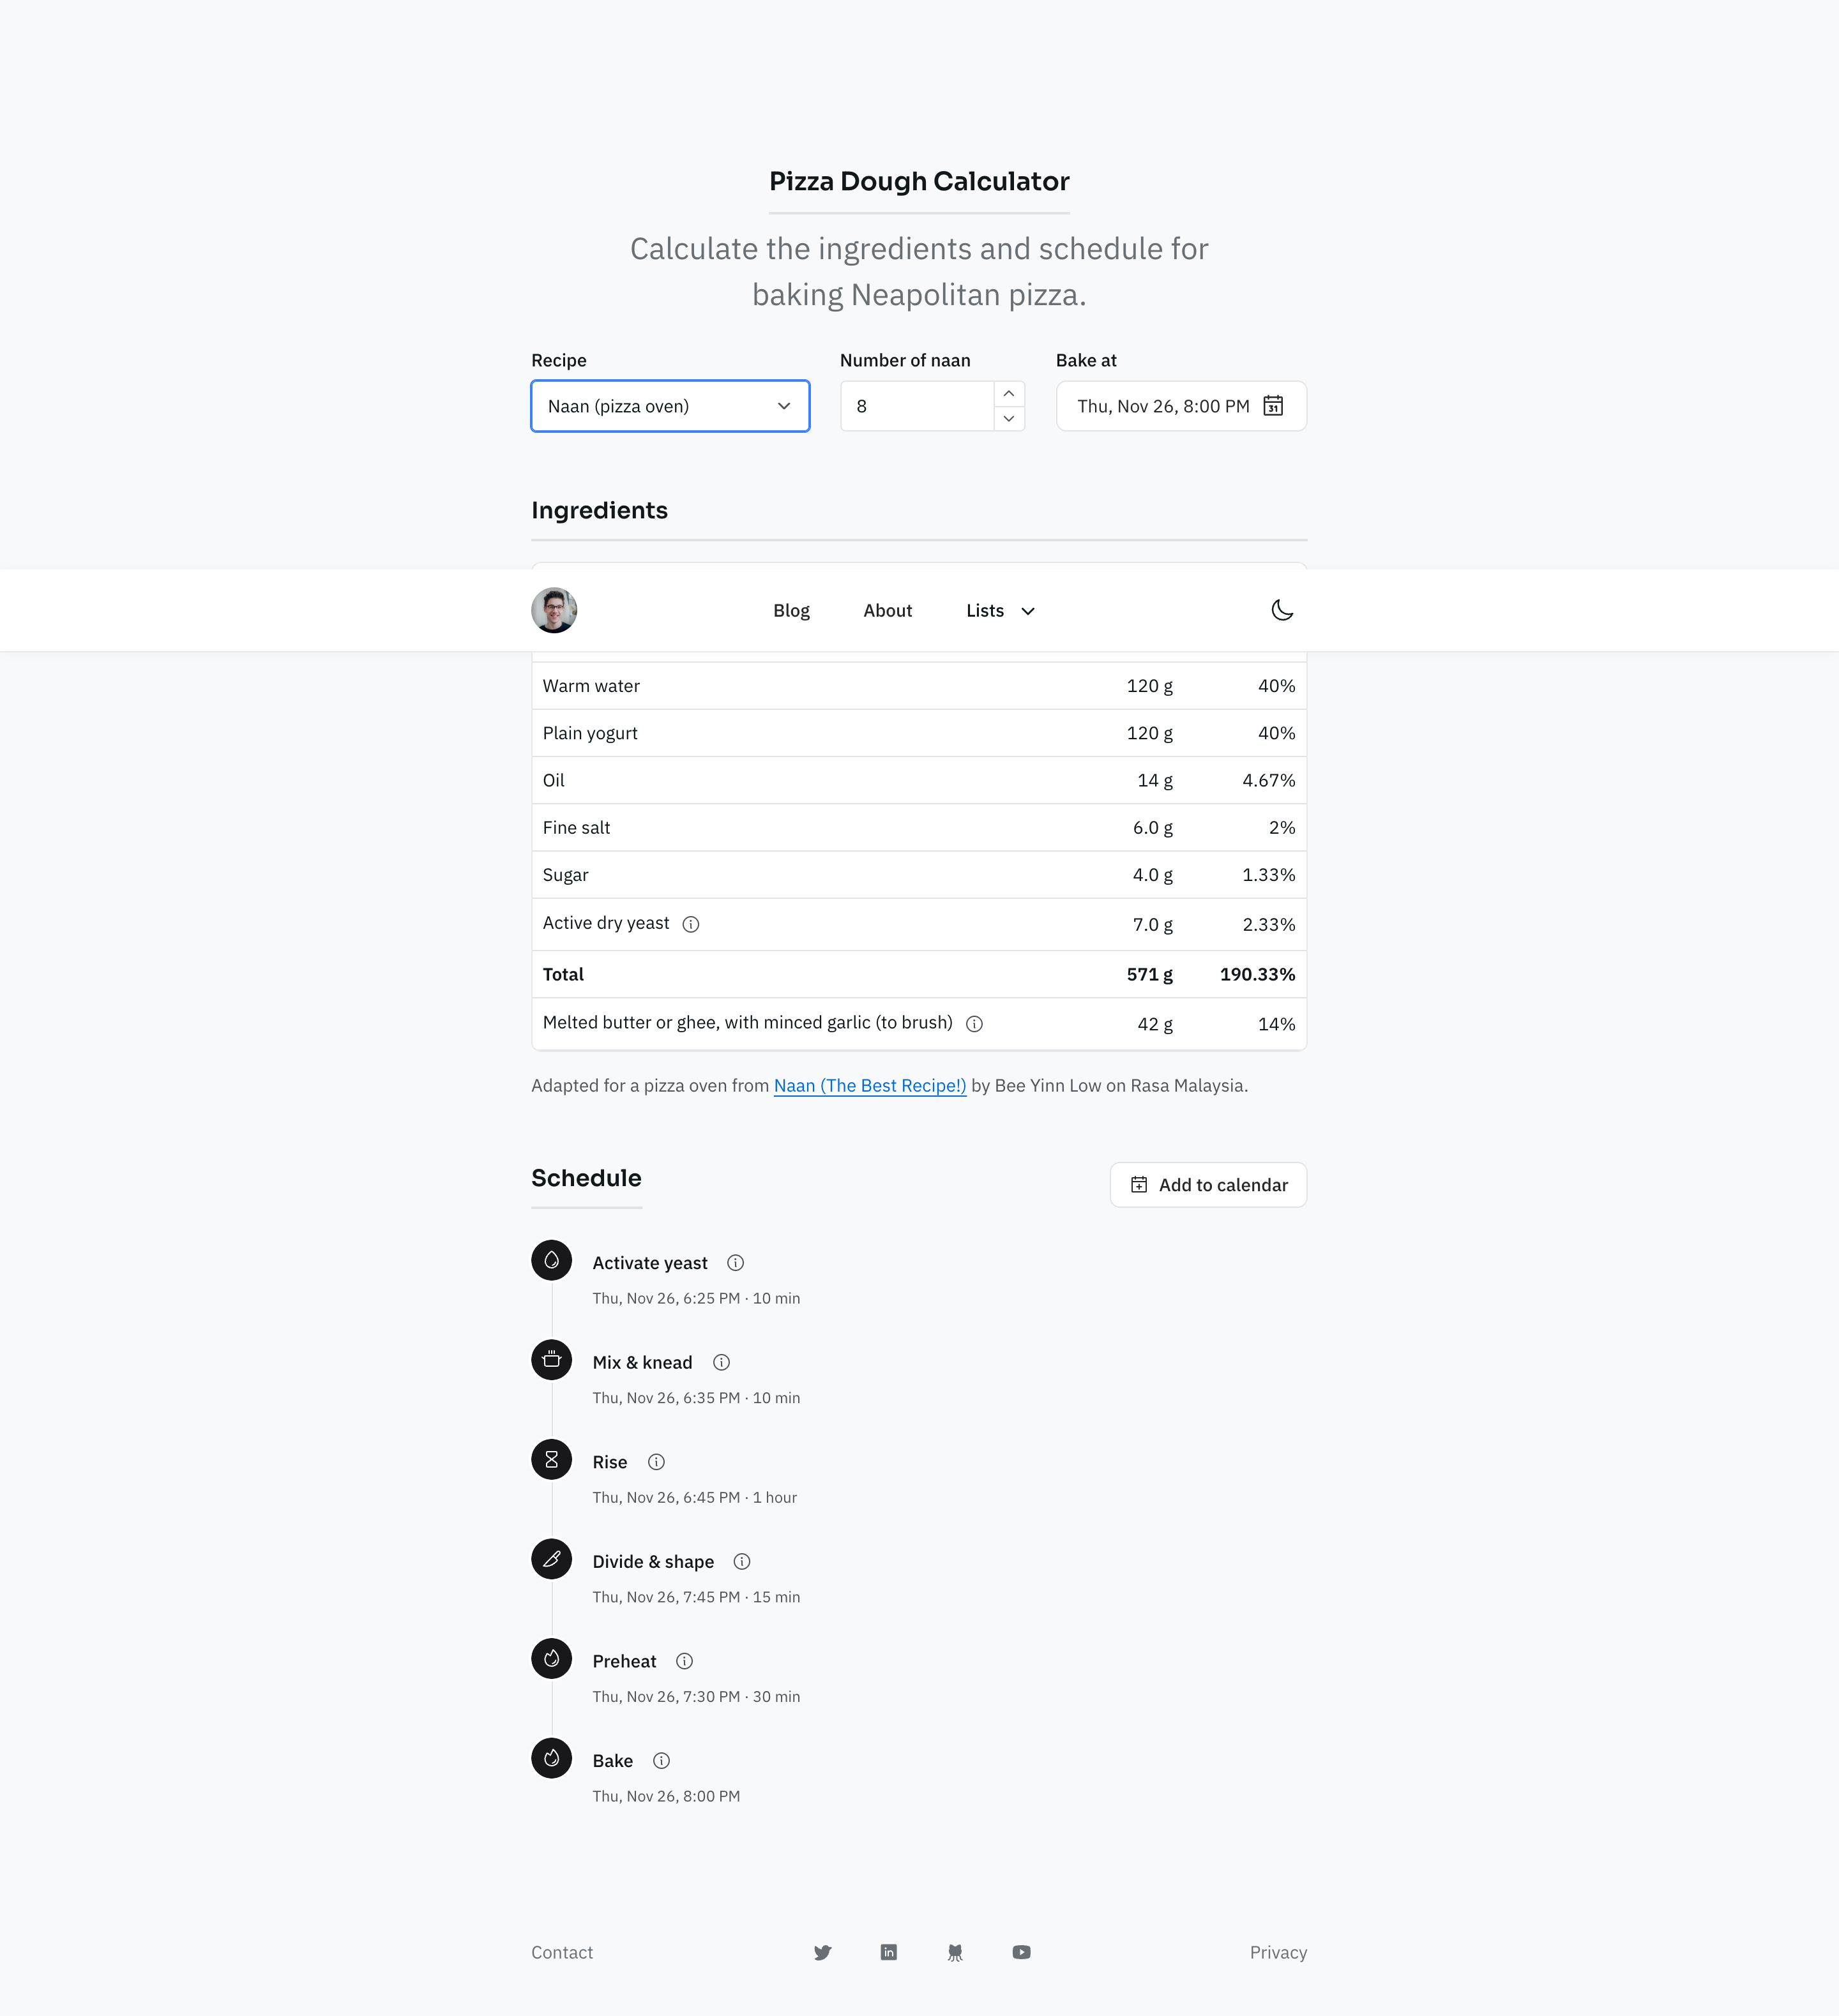 Pizza Dough Calculator
Calculate the ingredients and schedule for
baking Neapolitan pizza.
Recipe
Number of naan
Bake at
Naan (pizza oven)
8
Thu, Nov 26, 8:00 PM
31
Ingredients
Blog
About
Lists
Warm water 120 g 40%
Plain yogurt 120 g 40%
Oil 14 g 4.67%
Fine salt 6.0 g 2%
Sugar 4.0 g 1.33%
Active dry yeast 7.0 g 2.33%
Total 571 g 190.33%
Melted butter or ghee, with minced garlic (to brush) 42 g 14%
Adapted for a pizza oven from Naan (The Best Recipe!) by Bee Yinn Low on Rasa Malaysia.
Schedule
Add to calendar
Activate yeast
Thu, Nov 26, 6:25 PM · 10 min
Mix & knead
Thu, Nov 26, 6:35 PM · 10 min
Rise
Thu, Nov 26, 6:45 PM · 1 hour
Divide & shape
Thu, Nov 26, 7:45 PM · 15 min
Preheat
Thu, Nov 26, 7:30 PM · 30 min
Bake
Thu, Nov 26, 8:00 PM
Contact
in
Privacy